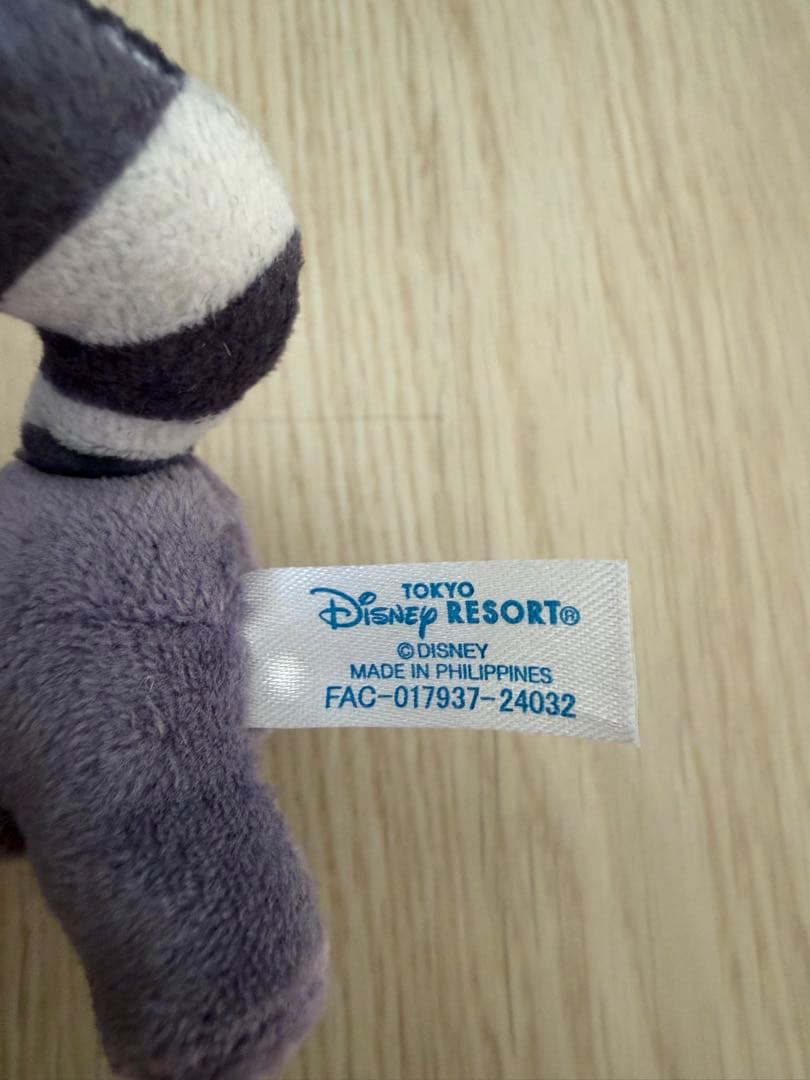 TOKYO
Disney RESORT®
©DISNEY
MADE IN PHILIPPINES
FAC-017937-24032